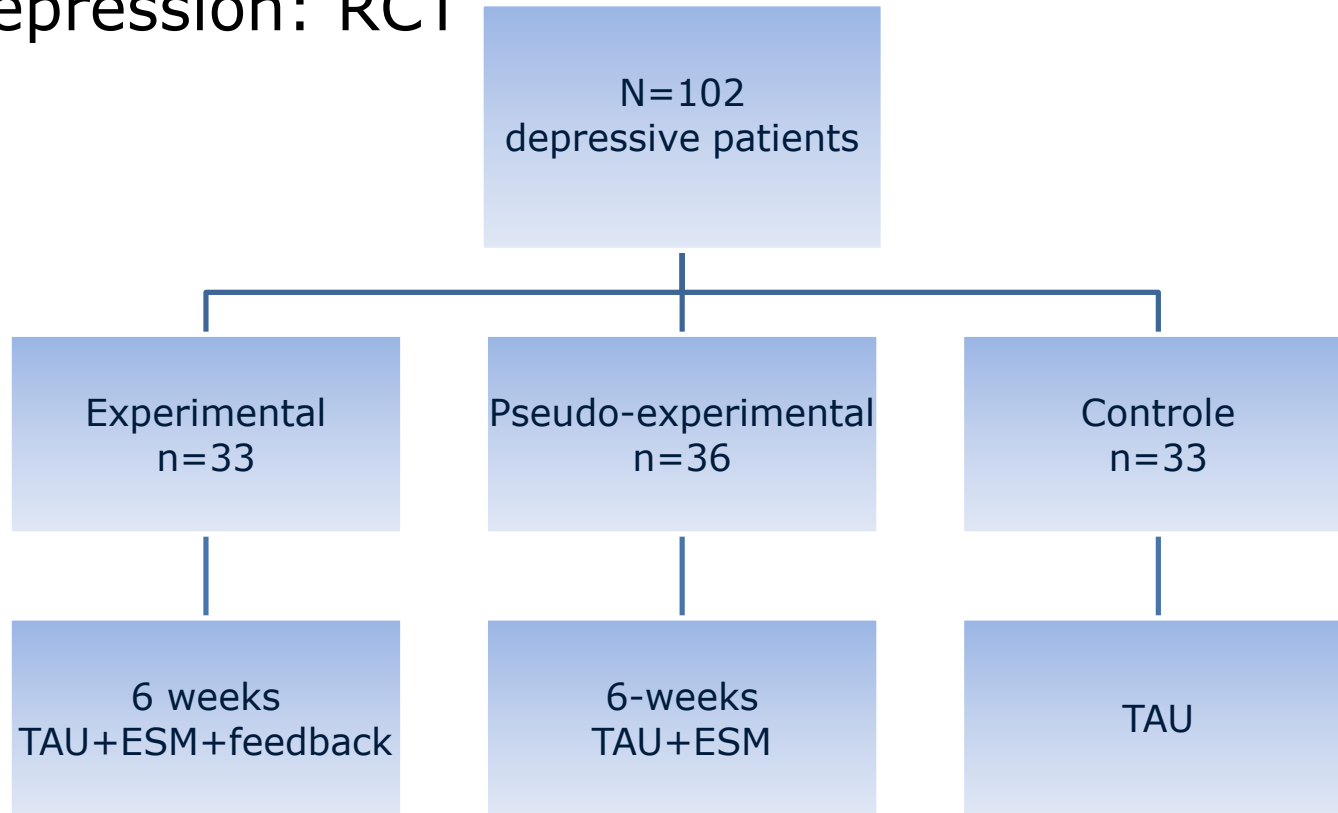 epression: RCT
N=102
depressive patients
Experimental
n=33
Pseudo-experimental
n=36
Controle
n=33
6 weeks
TAU+ESM+feedback
6-weeks
TAU+ESM
TAU